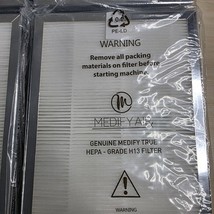 PE-LD
WARNING
Remove all packing
materials on filter before
starting machine.
MEDIFY AIR
GENUINE MEDIFY TRUE
HEPA - GRADE H13 FILTER
WARNING